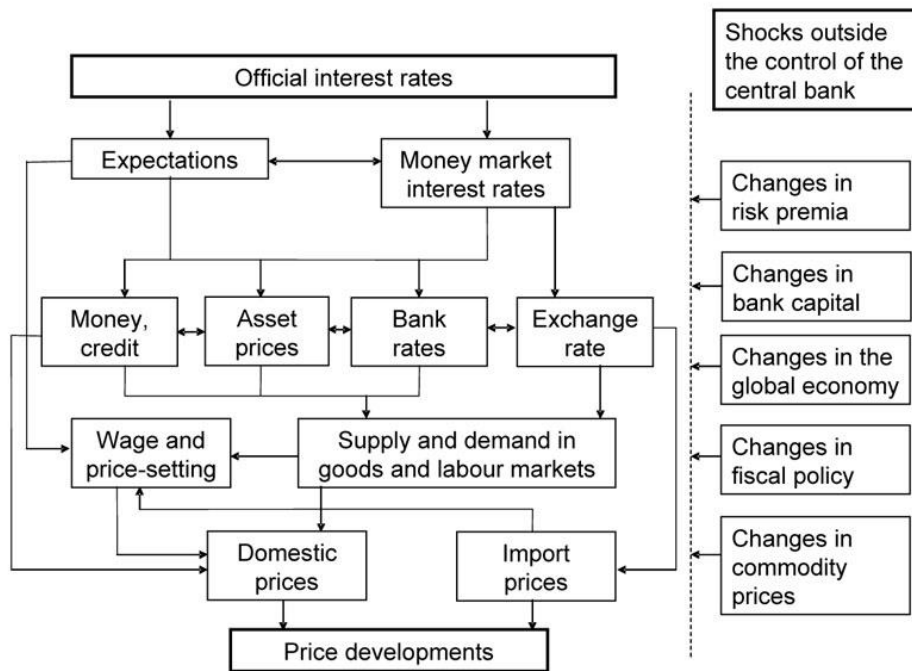 Shocks outside
the control of the
central bank
Official interest rates
Expectations
Money market
interest rates
Changes in
risk premia
Changes in
bank capital
Money,
credit
Asset
prices
Bank
rates
Exchange
rate
Changes in the
global economy
Wage and
price-setting
Supply and demand in
goods and labour markets
Changes in
fiscal policy
Domestic
prices
Import
prices
Changes in
commodity
prices
Price developments